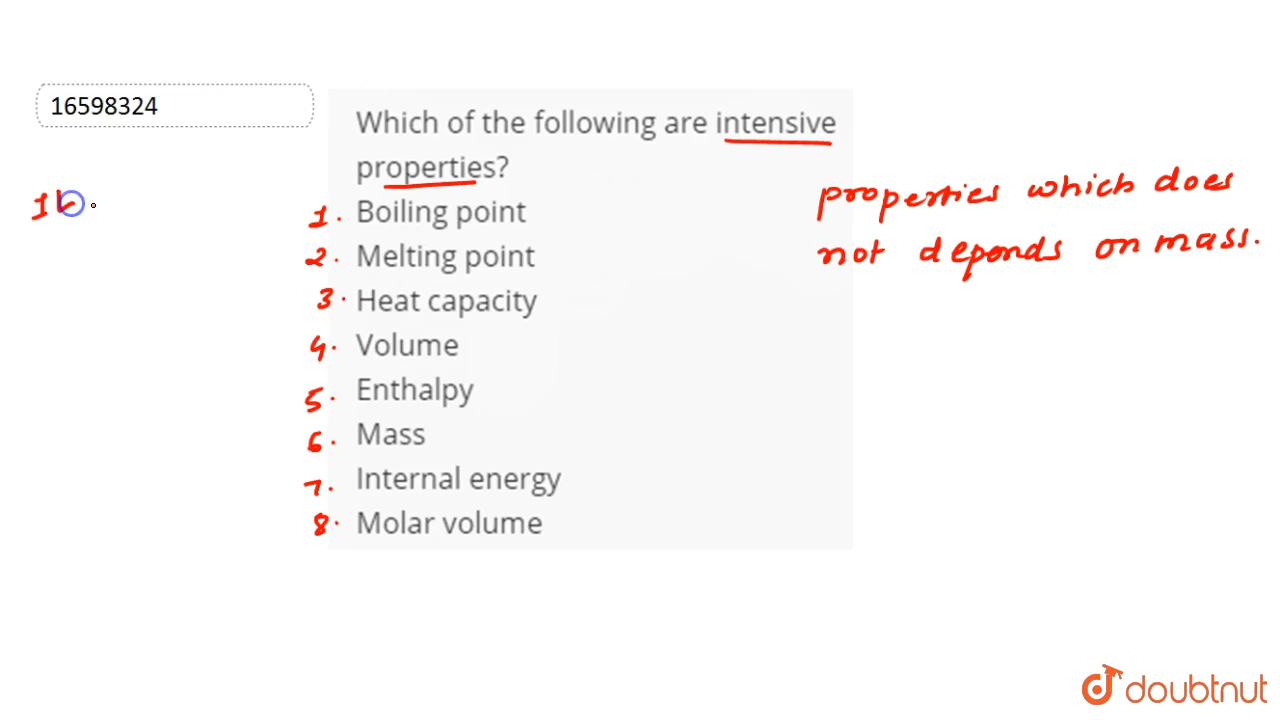 16598324
Which of the following are intensive
properties?
1. Boiling point
2. Melting point
3. Heat capacity
4. Volume
5. Enthalpy
6. Mass
7. Internal energy
8. Molar volume
properties which does
not depends on mass.
doubtnut